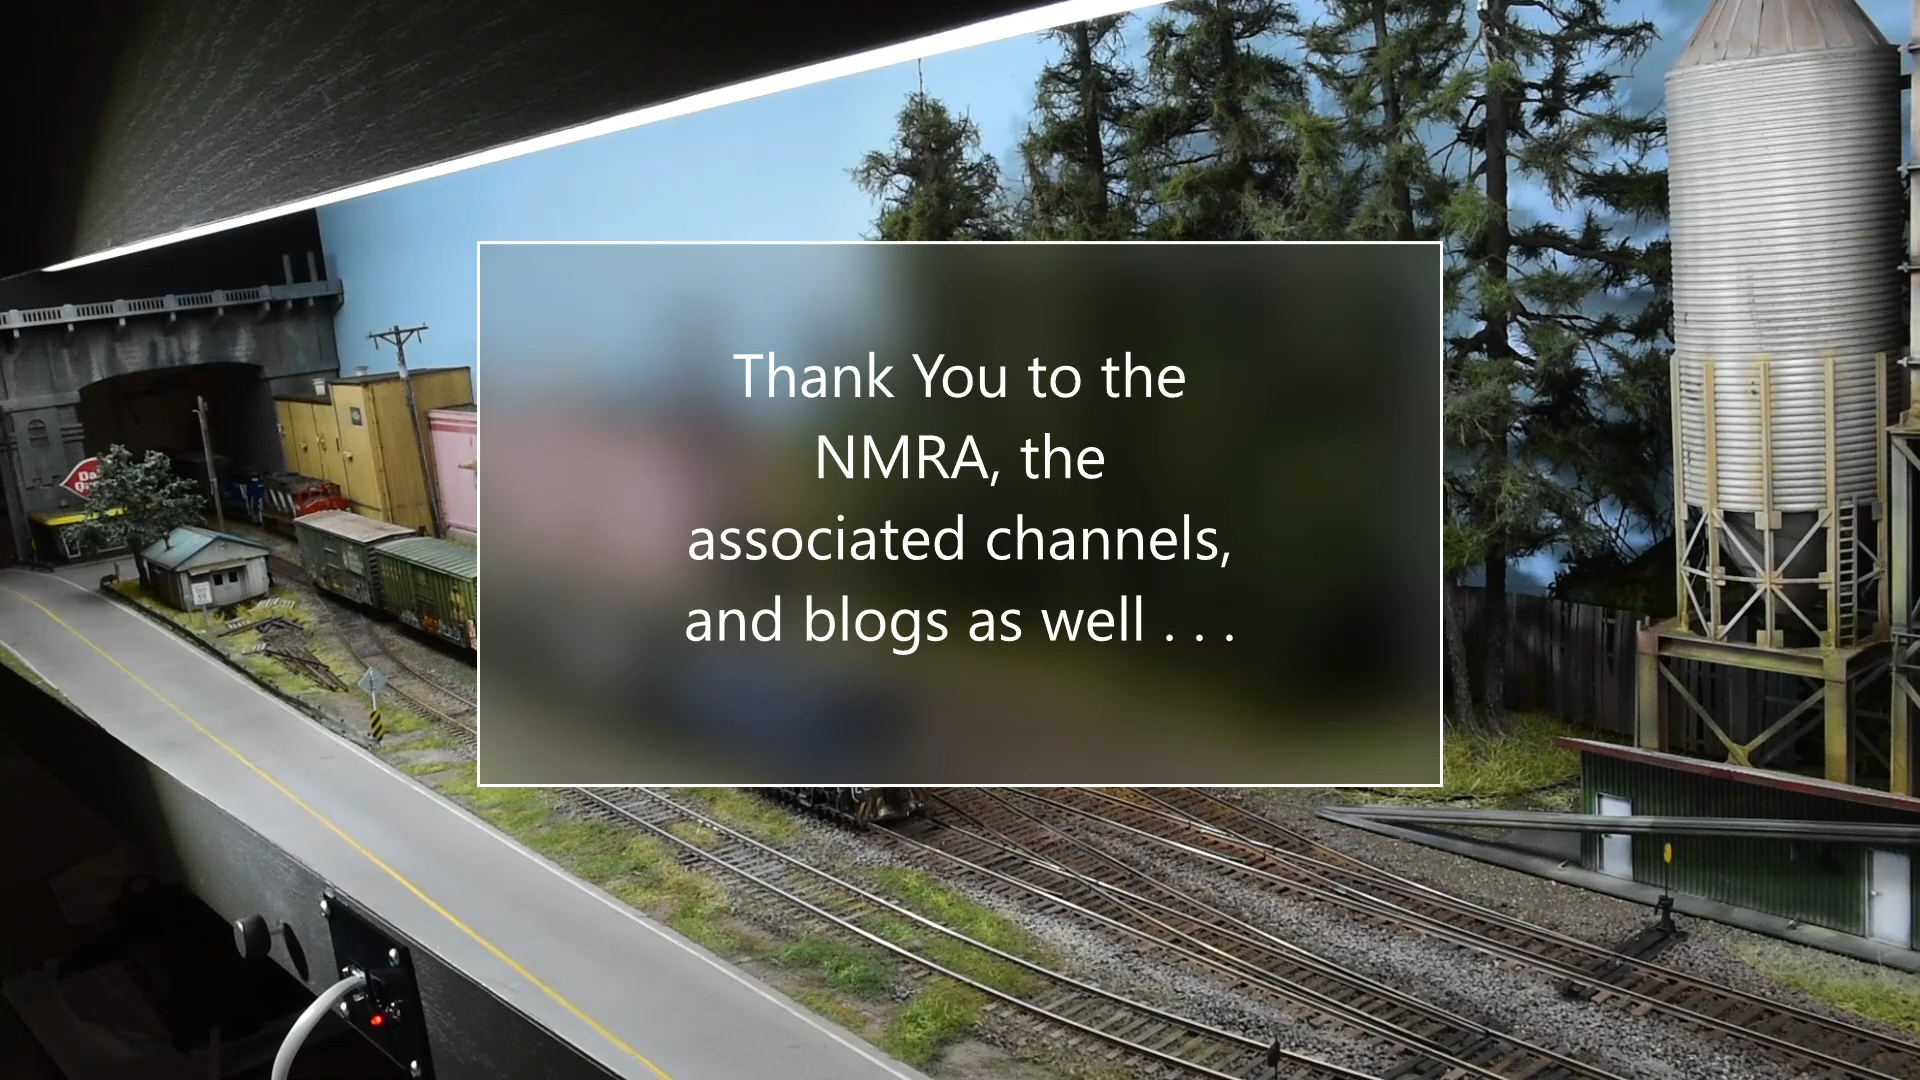 Thank You to the
NMRA, the
associated channels,
and blogs as well . . .